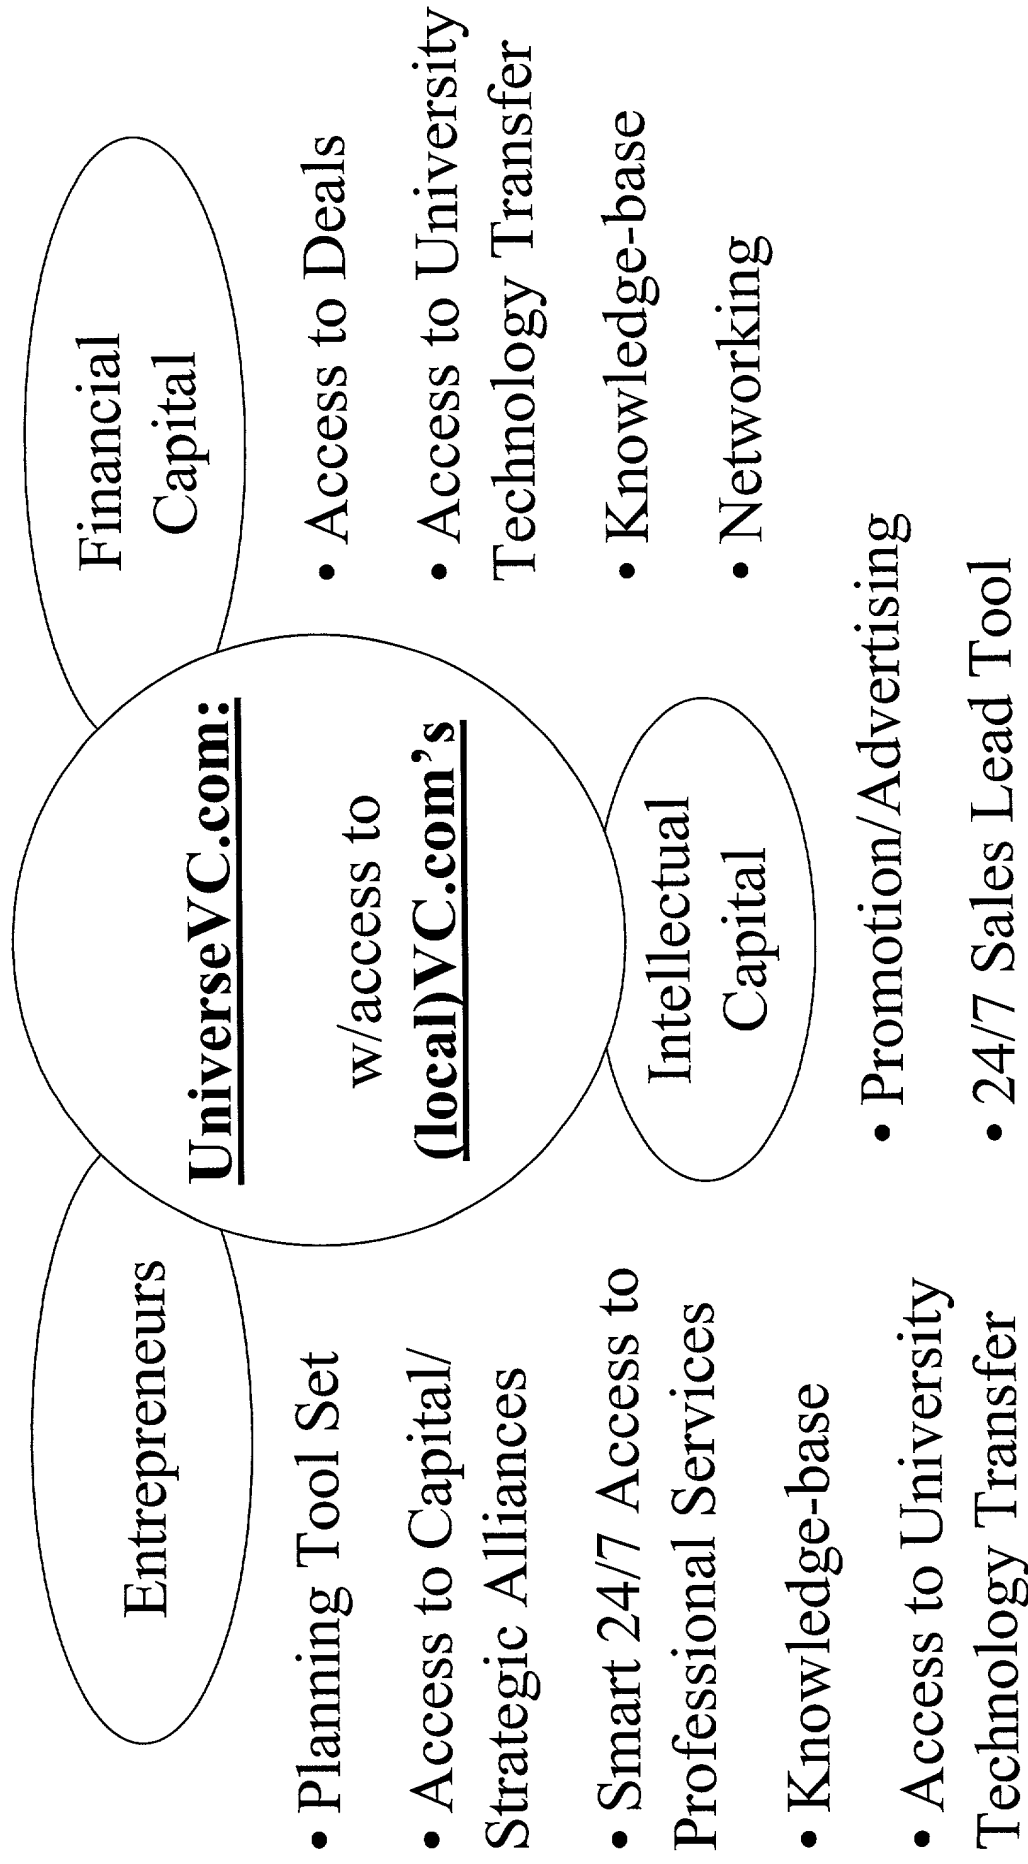 Entrepreneurs
UniverseVC.com:
w/access to
(local)VC.com's
Financial
Capital
Intellectual
Capital
• Planning Tool Set
• Access to Capital/
Strategic Alliances
• Smart 24/7 Access to
Professional Services
• Knowledge-base
• Access to University
Technology Transfer
• Promotion/Advertising
• 24/7 Sales Lead Tool
• Access to Deals
• Access to University
Technology Transfer
• Knowledge-base
• Networking